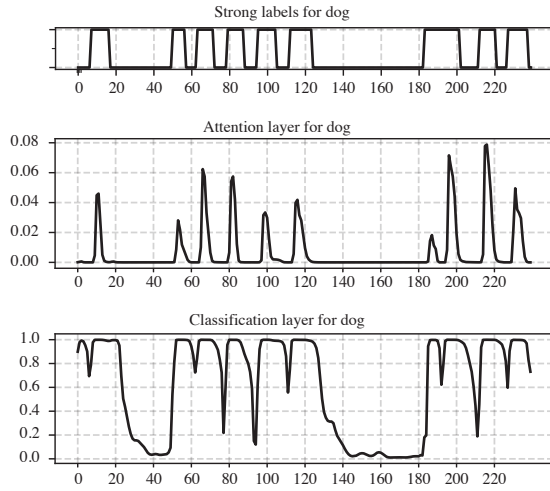 Strong labels for dog
0 20 40 60 80 100 120 140 160 180 200 220
Attention layer for dog
0.08
0.06
0.04
0.02
0.00
0 20 40 60 80 100 120 140 160 180 200 220
Classification layer for dog
1.0
0.8
0.6
0.4
0.2
0.0
0 20 40 60 80 100 120 140 160 180 200 220